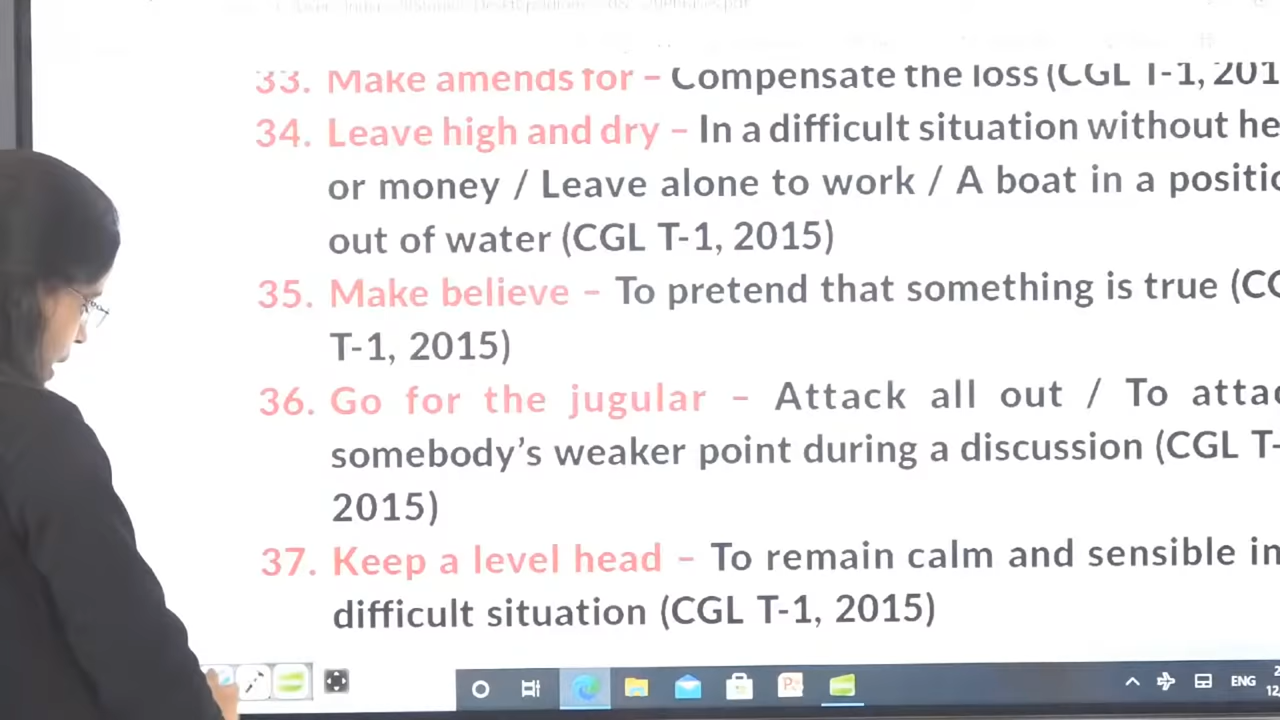 33. Make amends for – Compensate the loss (CGL T-1, 201
34. Leave high and dry – In a difficult situation without he
or money / Leave alone to work / A boat in a positi
out of water (CGL T-1, 2015)
35. Make believe – To pretend that something is true (CG
T-1, 2015)
36. Go for the jugular – Attack all out / To attac
somebody's weaker point during a discussion (CGL T-
2015)
37. Keep a level head – To remain calm and sensible in
difficult situation (CGL T-1, 2015)
ENG